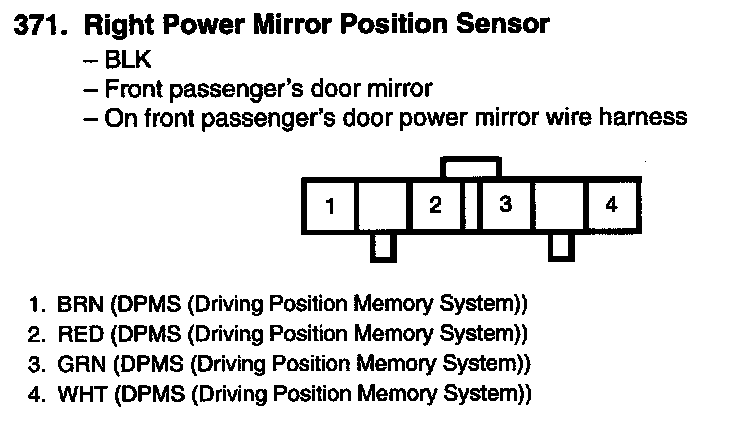 371. Right Power Mirror Position Sensor
– BLK
– Front passenger's door mirror
– On front passenger's door power mirror wire harness
1 2 3 4
1. BRN (DPMS (Driving Position Memory System))
2. RED (DPMS (Driving Position Memory System))
3. GRN (DPMS (Driving Position Memory System))
4. WHT (DPMS (Driving Position Memory System))